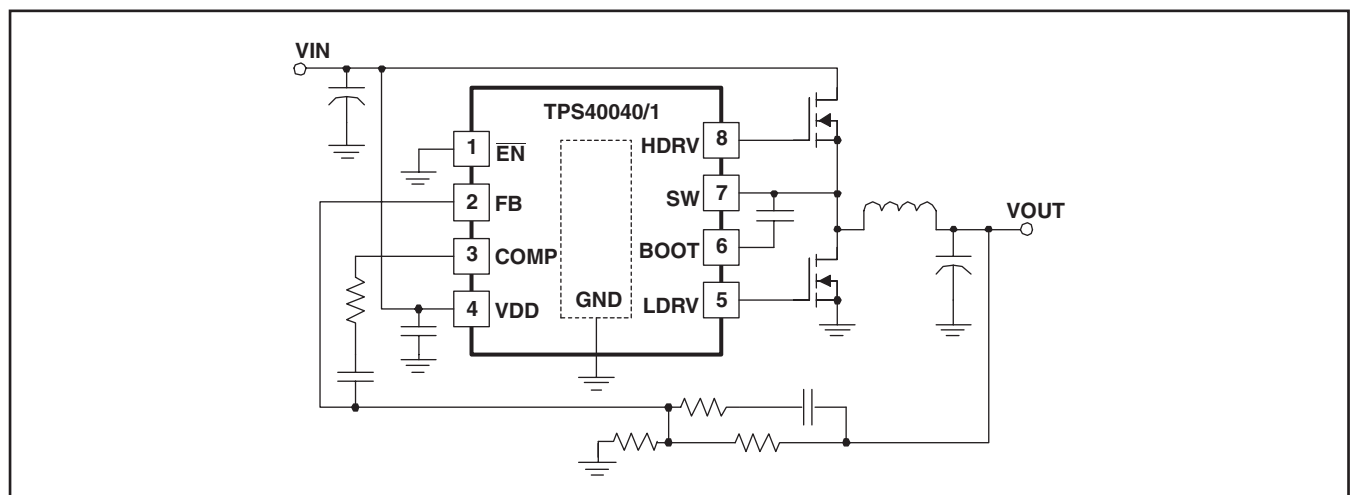 VIN
TPS40040/1
1 EN
2 FB
3 COMP
4 VDD
GND
HDRV 8
SW 7
BOOT 6
LDRV 5
VOUT